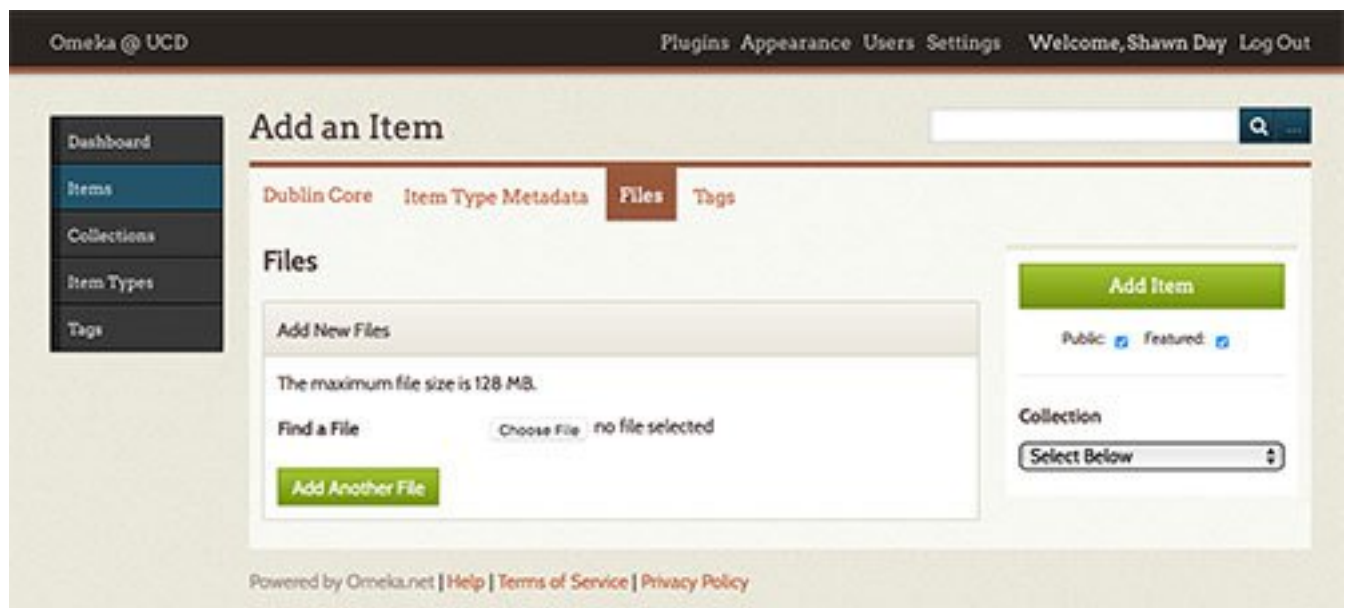 Omeka @ UCD
Plugins Appearance Users Settings Welcome, Shawn Day Log Out
Dashboard
Items
Collections
Item Types
Tags
Add an Item
...
Dublin Core Item Type Metadata Files Tags
Files
Add New Files
The maximum file size is 128 MB.
Find a File Choose File no file selected
Add Another File
Add Item
Public: Featured:
Collection
Select Below
Powered by Omeka.net | Help | Terms of Service | Privacy Policy